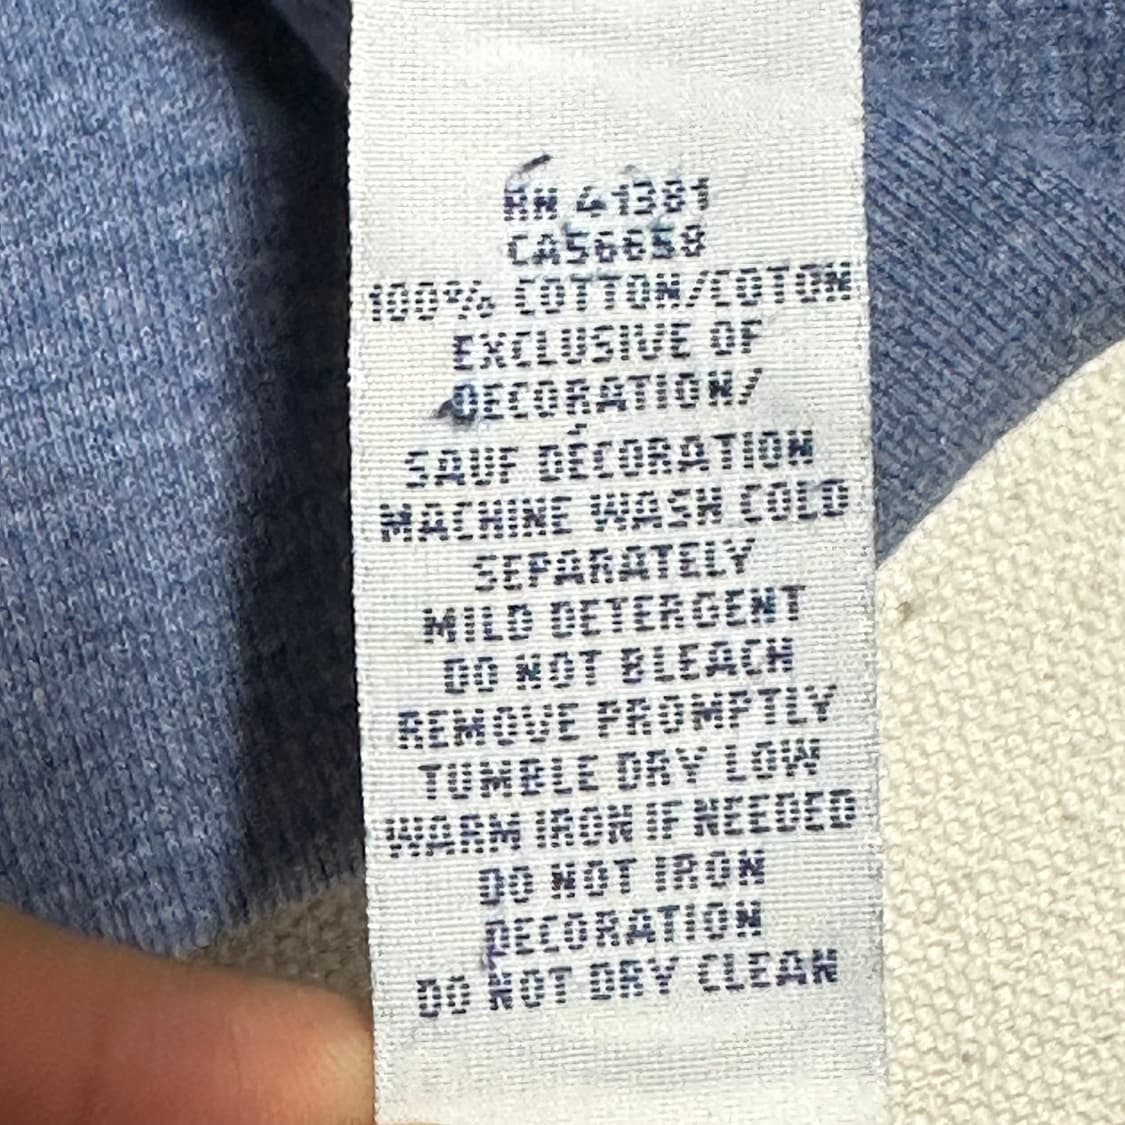 RN 41381
CA56658
100% COTTON/COTON
EXCLUSIVE OF
DECORATION/
SAUF DÉCORATION
MACHINE WASH COLD
SEPARATELY
MILD DETERGENT
DO NOT BLEACH
REMOVE PROMPTLY
TUMBLE DRY LOW
WARM IRON IF NEEDED
DO NOT IRON
DECORATION
DO NOT DRY CLEAN